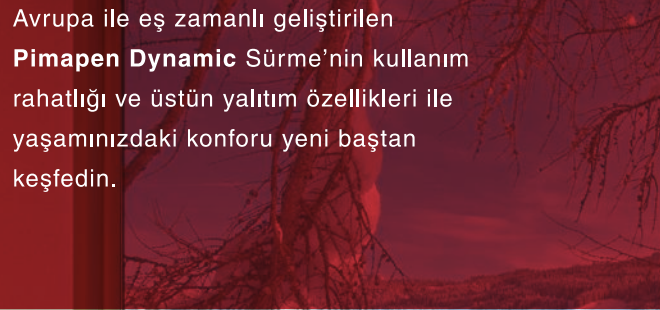 Avrupa ile eş zamanlı geliştirilen
Pimapen Dynamic Sürme’nin kullanım
rahatlığı ve üstün yalıtım özellikleri ile
yaşamınızdaki konforu yeni baştan
keşfedin.